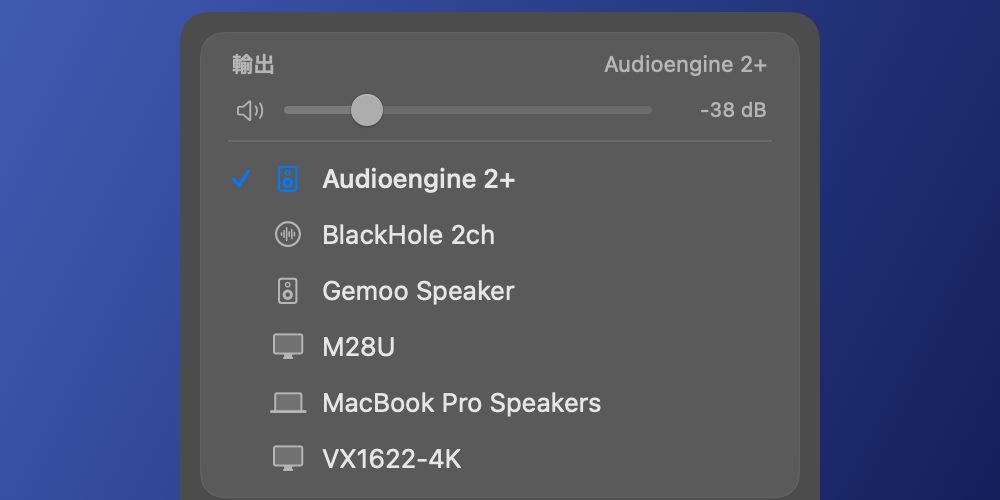 輸出 Audioengine 2+
-38 dB
Audioengine 2+
BlackHole 2ch
Gemoo Speaker
M28U
MacBook Pro Speakers
VX1622-4K